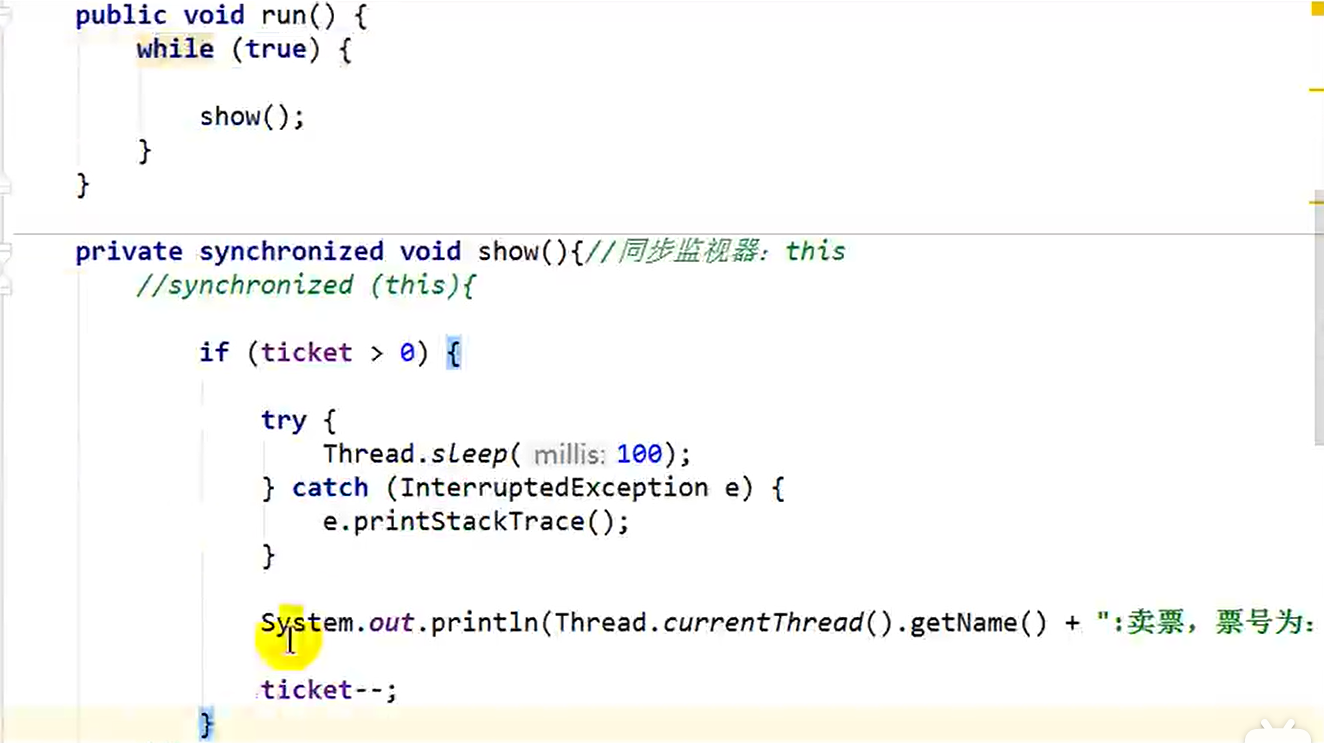 public void run() {
while (true) {
show();
}
}
private synchronized void show(){//同步监视器：this
//synchronized (this){
if (ticket > 0) {
try {
Thread.sleep( millis: 100);
} catch (InterruptedException e) {
e.printStackTrace();
}
System.out.println(Thread.currentThread().getName() + ":卖票，票号为：
ticket--;
}